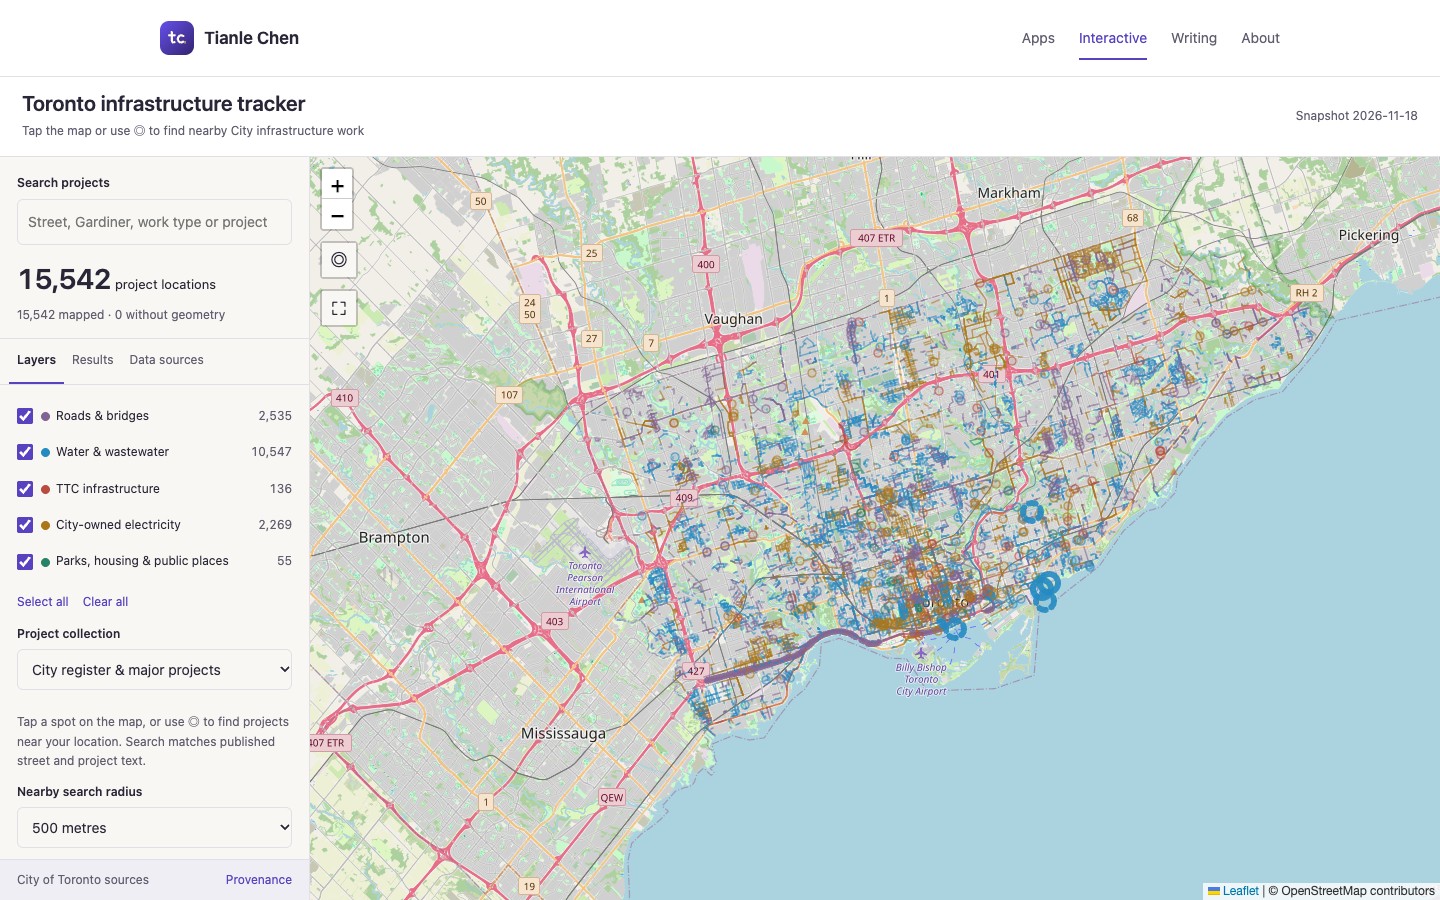 tc
Tianle Chen
Apps
Interactive
Writing
About
Toronto infrastructure tracker
Tap the map or use ◎ to find nearby City infrastructure work
Snapshot 2026-11-18
Search projects
Street, Gardiner, work type or project
15,542 project locations
15,542 mapped · 0 without geometry
Layers
Results
Data sources
Roads & bridges 2,535
Water & wastewater 10,547
TTC infrastructure 136
City-owned electricity 2,269
Parks, housing & public places 55
Select all
Clear all
Project collection
City register & major projects
Tap a spot on the map, or use ◎ to find projects
near your location. Search matches published
street and project text.
Nearby search radius
500 metres
City of Toronto sources
Provenance
+
−
50
Markham
68
407 ETR
Pickering
25
400
RH 2
1
24
50
Vaughan
27
7
401
107
410
409
Brampton
Toronto
Pearson
International
Airport
403
427
Billy Bishop
Toronto
City Airport
Mississauga
407 ETR
QEW
1
19
Leaflet | © OpenStreetMap contributors